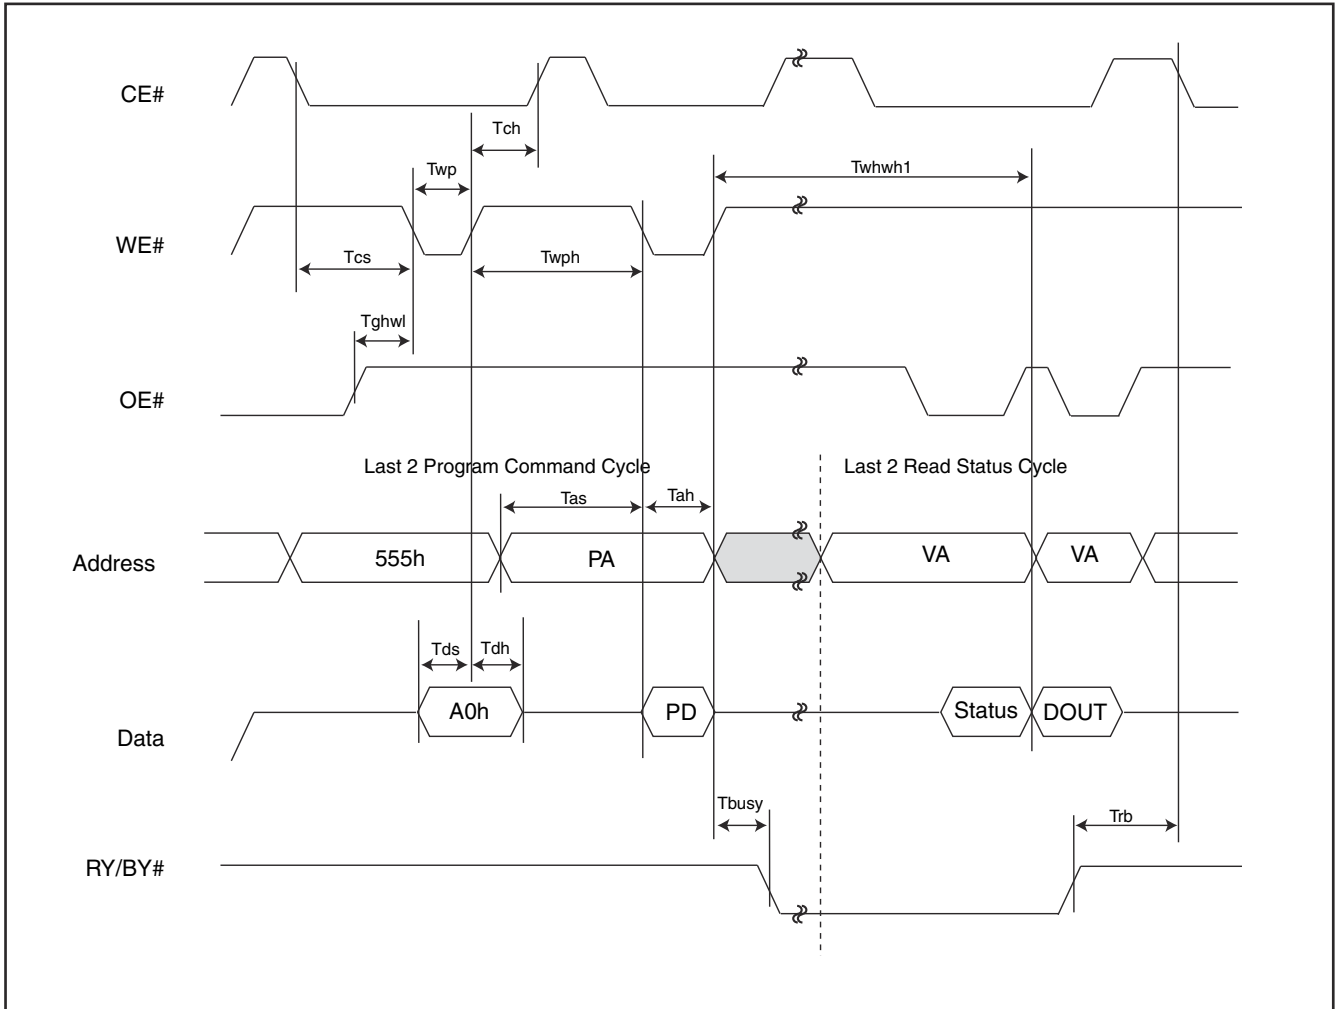 CE#
Tch
Twp
Twhwh1
WE#
Tcs
Twph
Tghwl
OE#
Last 2 Program Command Cycle
Last 2 Read Status Cycle
Tas
Tah
Address
555h
PA
VA
VA
Tds
Tdh
Data
A0h
PD
Status
DOUT
Tbusy
Trb
RY/BY#